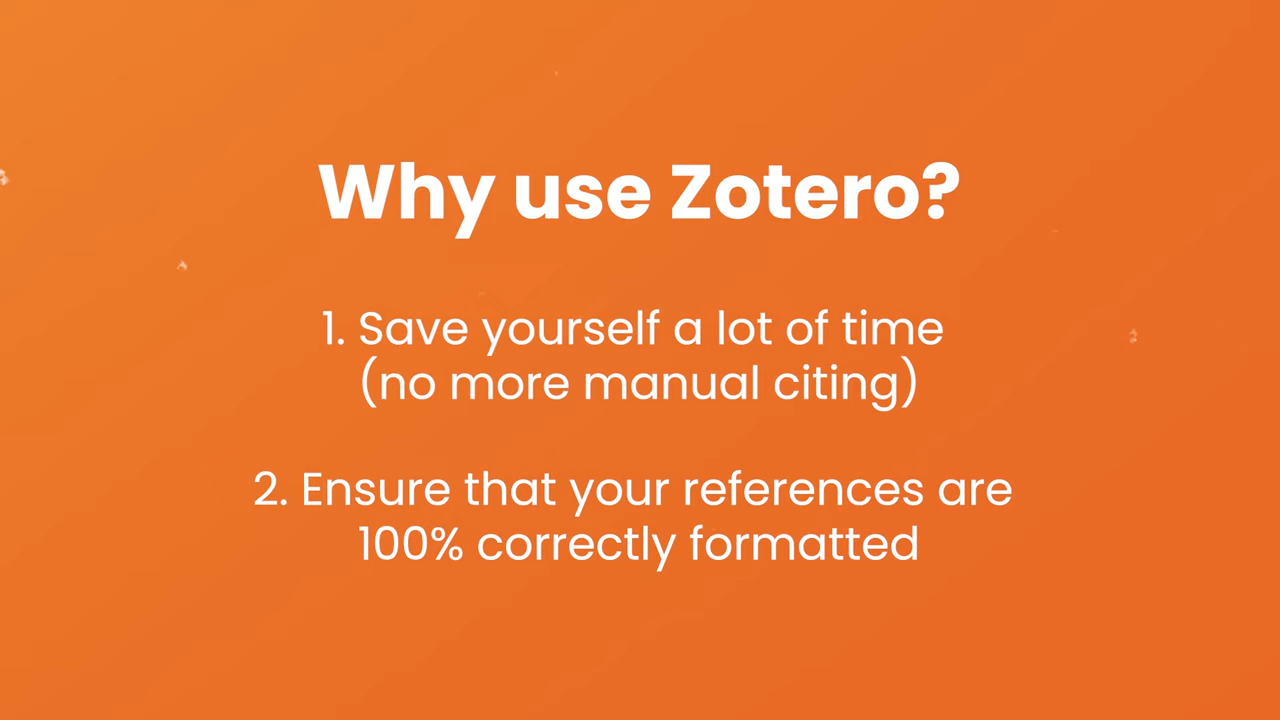 Why use Zotero?
1. Save yourself a lot of time
(no more manual citing)
2. Ensure that your references are
100% correctly formatted